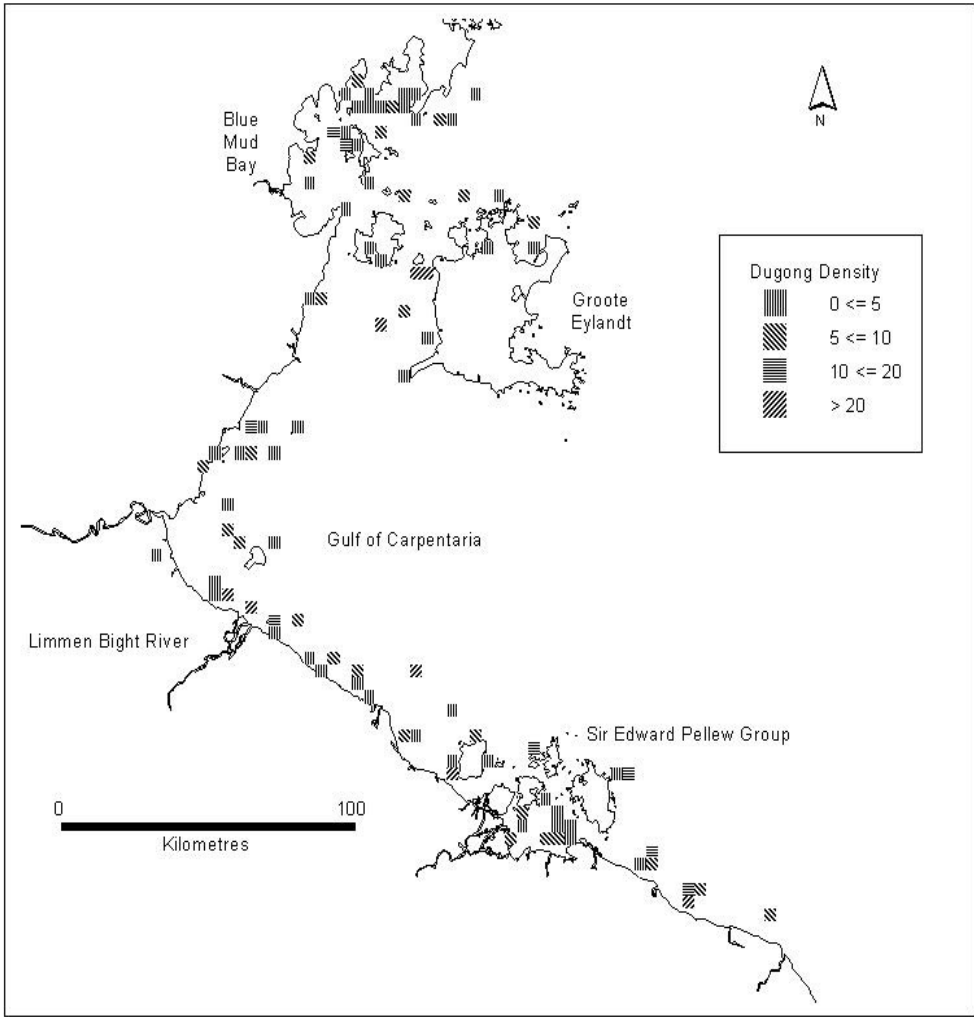 N
Blue
Mud
Bay
Groote
Eylandt
Dugong Density
0 <= 5
5 <= 10
10 <= 20
> 20
Gulf of Carpentaria
Limmen Bight River
Sir Edward Pellew Group
0 100
Kilometres